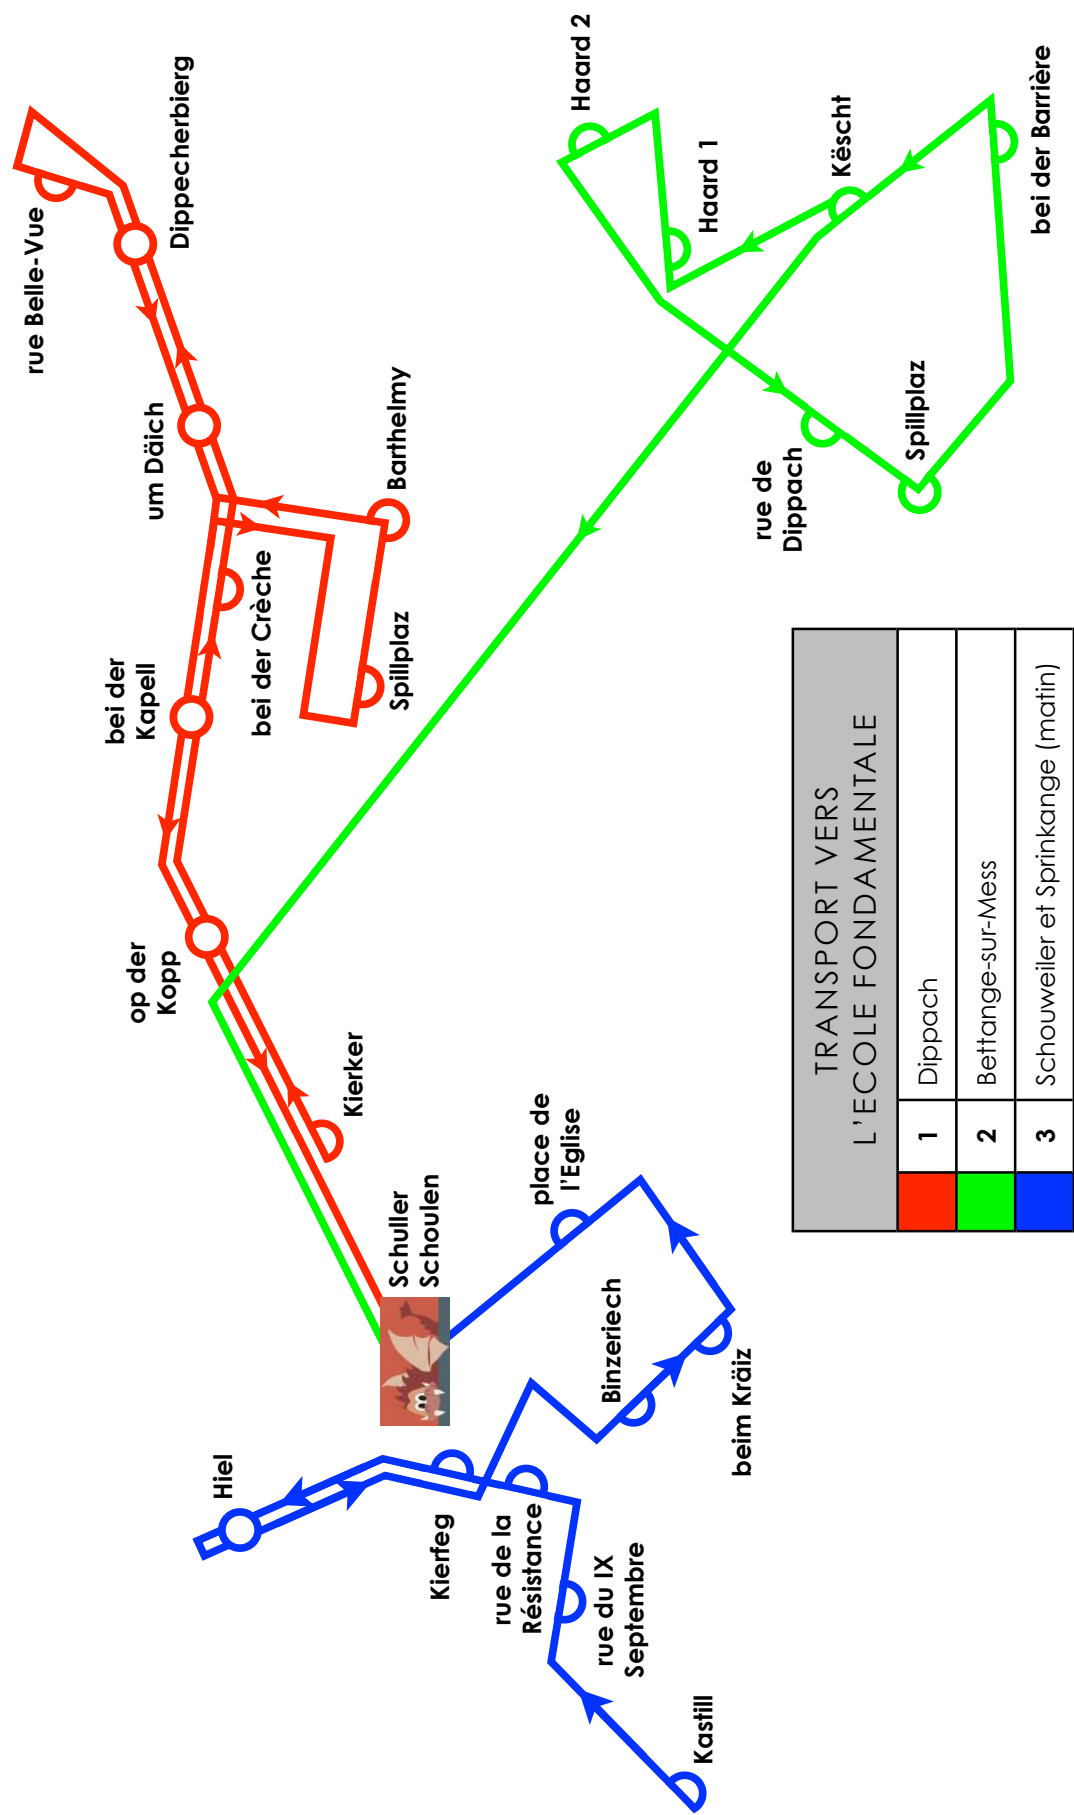 rue Belle-Vue
Dippecherbierg
um Däich
Barthelmy
bei der Crèche
Spillplaz
bei der
Kapell
op der
Kopp
Kierker
Schuller
Schoulen
Haard 2
Haard 1
Këscht
bei der Barrière
rue de
Dippach
Spillplaz
place de
l'Eglise
Binzeriech
beim Kräiz
Hiel
Kierfeg
rue de la
Résistance
rue du IX
Septembre
Kastill
TRANSPORT VERS
L'ECOLE FONDAMENTALE
1 Dippach
2 Bettange-sur-Mess
3 Schouweiler et Sprinkange (matin)